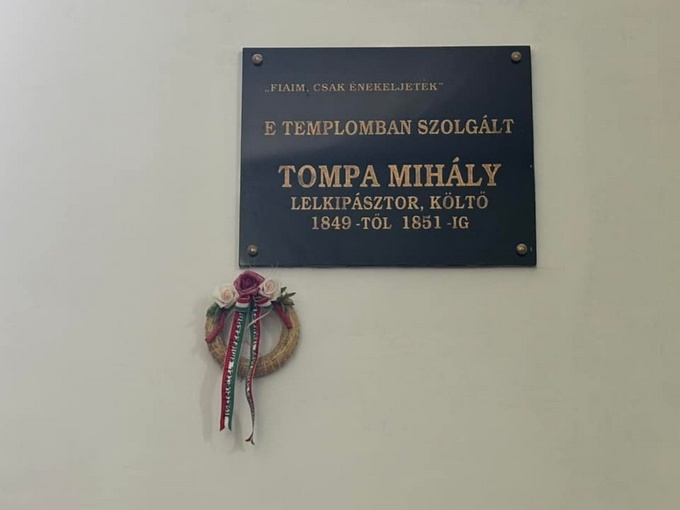 „FIAIM, CSAK ÉNEKELJETEK"
E TEMPLOMBAN SZOLGÁLT
TOMPA MIHÁLY
LELKIPÁSZTOR, KÖLTŐ
1849 -TŐL 1851 -IG